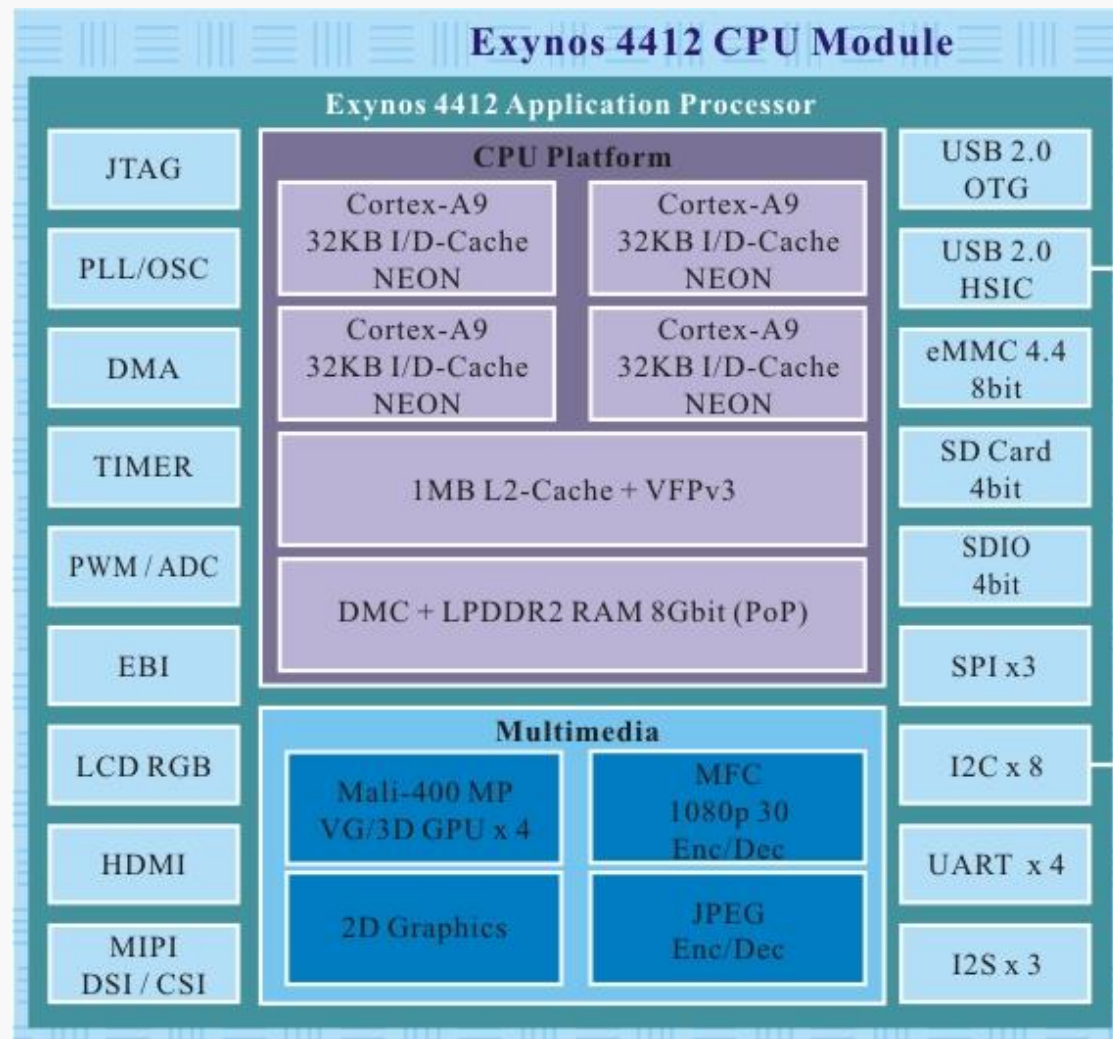 Exynos 4412 CPU Module
Exynos 4412 Application Processor
JTAG
PLL/OSC
DMA
TIMER
PWM / ADC
EBI
LCD RGB
HDMI
MIPI
DSI / CSI
CPU Platform
Cortex-A9
32KB I/D-Cache
NEON
Cortex-A9
32KB I/D-Cache
NEON
Cortex-A9
32KB I/D-Cache
NEON
Cortex-A9
32KB I/D-Cache
NEON
1MB L2-Cache + VFPv3
DMC + LPDDR2 RAM 8Gbit (PoP)
Multimedia
Mali-400 MP
VG/3D GPU x 4
MFC
1080p 30
Enc/Dec
2D Graphics
JPEG
Enc/Dec
USB 2.0
OTG
USB 2.0
HSIC
eMMC 4.4
8bit
SD Card
4bit
SDIO
4bit
SPI x3
I2C x 8
UART x 4
I2S x 3